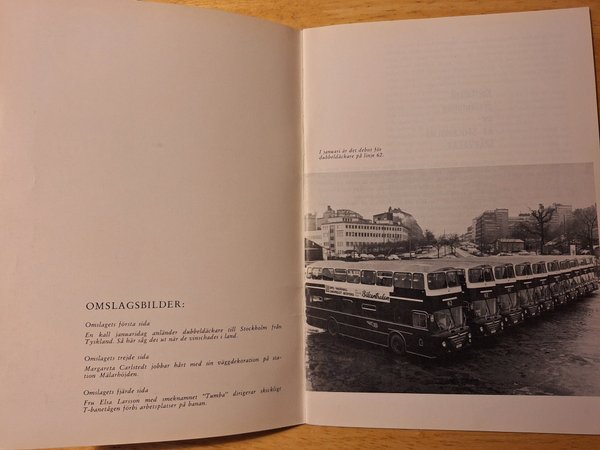 OMSLAGSBILDER:
Omslagets första sida
En kall januarisdag anländer dubbeldäckare till Stockholm från
Tyskland. Så här såg det ut när de vinschades i land.
Omslagets tredje sida
Margareta Carlstedt jobbar hårt med sin väggdekoration på sta-
tion Mälarhöjden.
Omslagets fjärde sida
Fru Elsa Larsson med smeknamnet "Tumba" dirigerar skickligt
T-banetågen förbi arbetsplatser på banan.
I januari är det debut för
dubbeldäckare på linje 62.